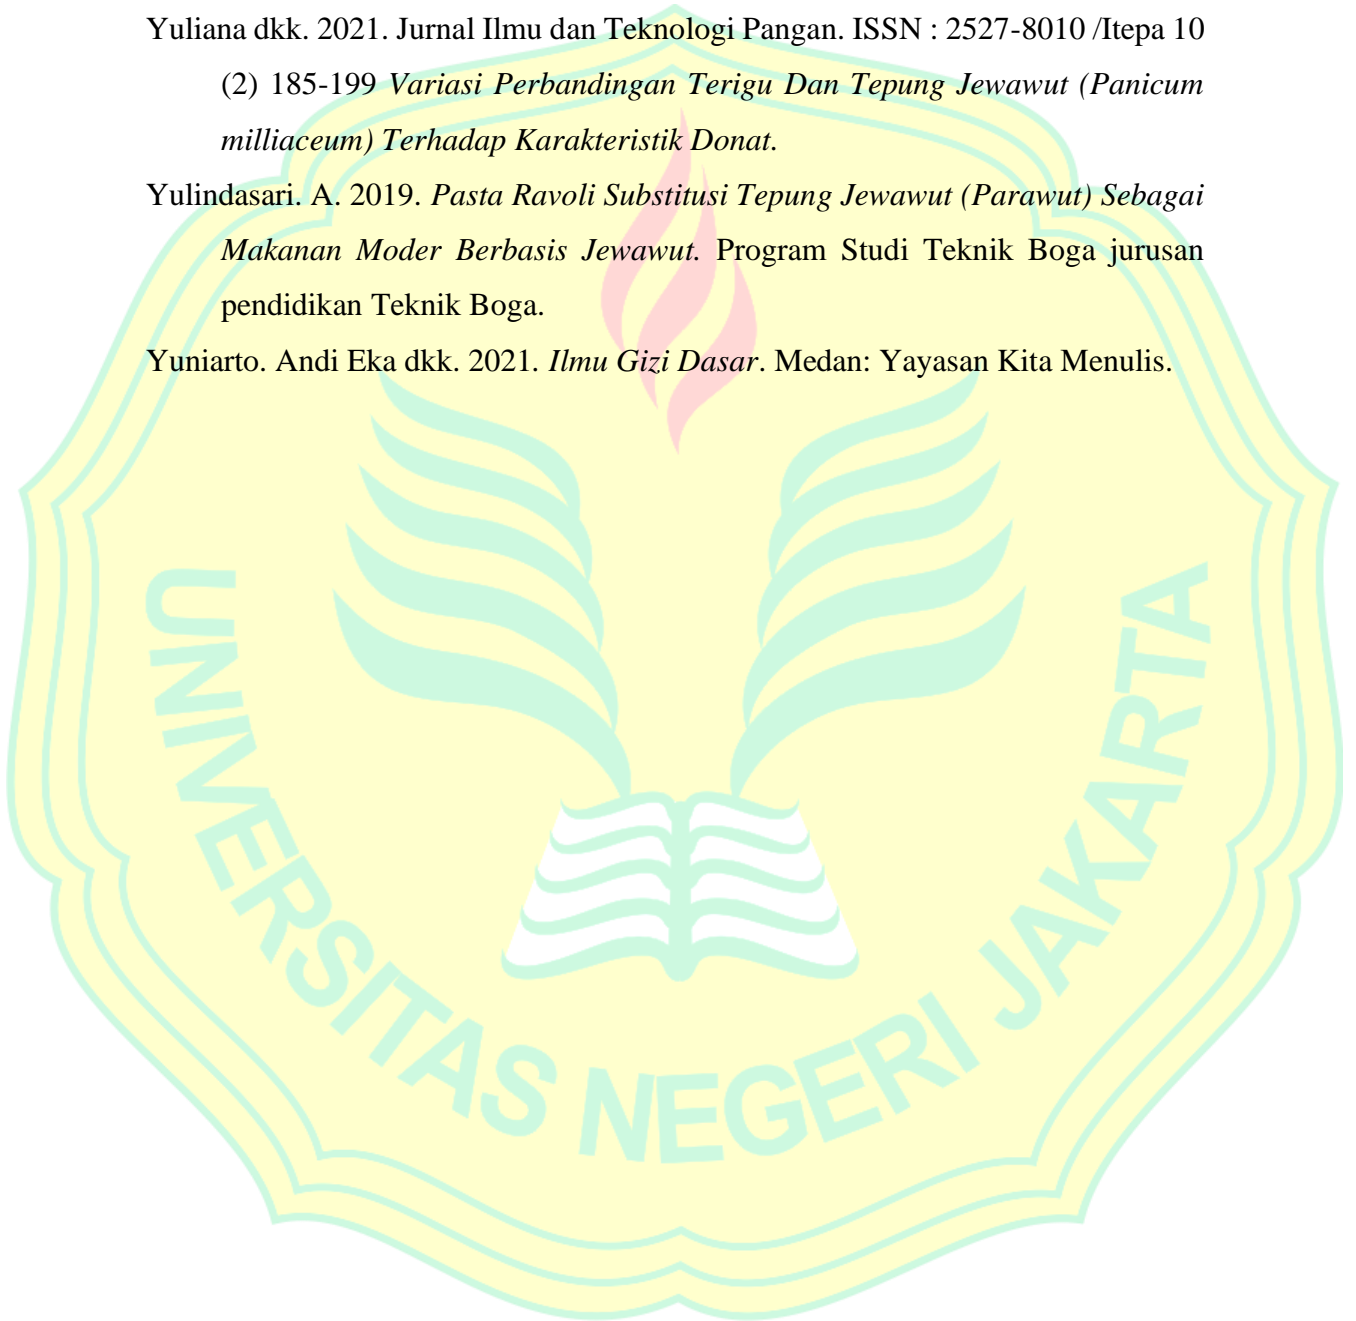 Yuliana dkk. 2021. Jurnal Ilmu dan Teknologi Pangan. ISSN : 2527-8010 /Itepa 10
(2) 185-199 Variasi Perbandingan Terigu Dan Tepung Jewawut (Panicum
milliaceum) Terhadap Karakteristik Donat.
Yulindasari. A. 2019. Pasta Ravoli Substitusi Tepung Jewawut (Parawut) Sebagai
Makanan Moder Berbasis Jewawut. Program Studi Teknik Boga jurusan
pendidikan Teknik Boga.
Yuniarto. Andi Eka dkk. 2021. Ilmu Gizi Dasar. Medan: Yayasan Kita Menulis.
UNIVERSITAS NEGERI JAKARTA